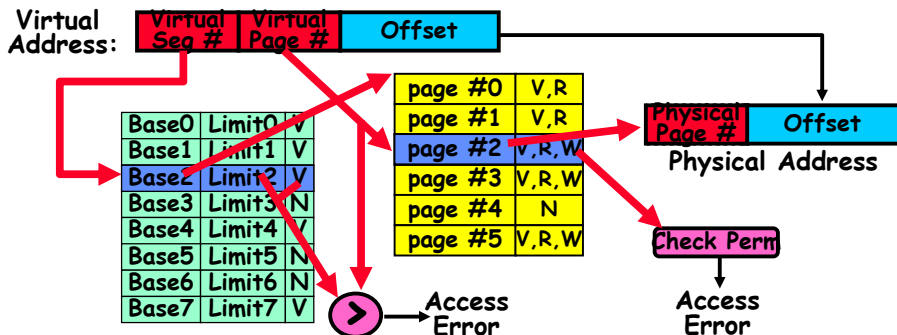 Virtual Address:
Virtual Seg # Virtual Page # Offset
page #0 V,R
page #1 V,R
page #2 V,R,W
page #3 V,R,W
page #4 N
page #5 V,R,W
Base0 Limit0 V
Base1 Limit1 V
Base2 Limit2 V
Base3 Limit3 N
Base4 Limit4 V
Base5 Limit5 N
Base6 Limit6 N
Base7 Limit7 V
Physical Page # Offset
Physical Address
Check Perm
>
Access
Error
Access
Error